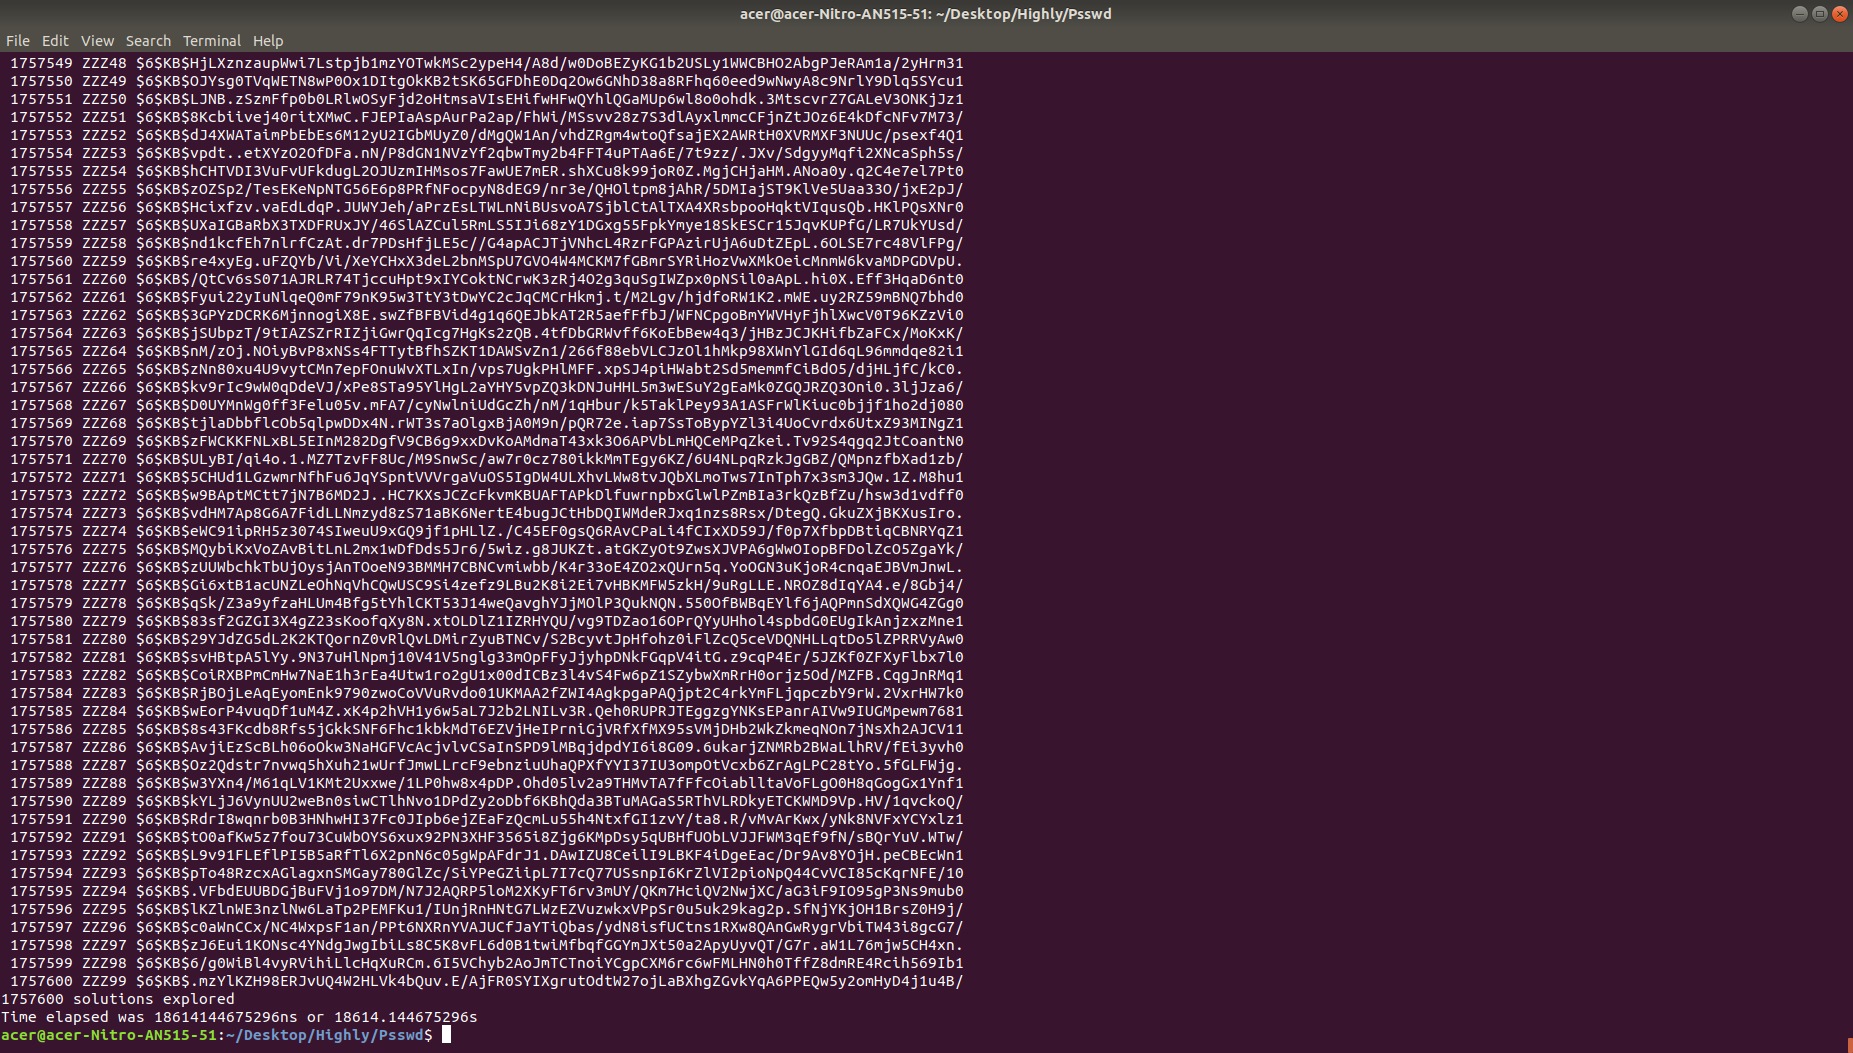 acer@acer-Nitro-AN515-51: ~/Desktop/Highly/Psswd
File Edit View Search Terminal Help
1757549 ZZZ48 $6$KB$HjLXznzaupWwi7Lstpjb1mzYOTwkMSc2ypeH4/A8d/w0DoBEZyKG1b2USLy1WWCBHO2AbgPJeRAm1a/2yHrm31
1757550 ZZZ49 $6$KB$OJYsg0TVqWETN8wP0Ox1DItgOkKB2tSK65GFDhE0Dq2Ow6GNhD38a8RFhq60eed9wNwyA8c9NrlY9Dlq5SYcu1
1757551 ZZZ50 $6$KB$LJNB.zSzmFfp0b0LRlwOSyFjd2oHtmsaVIsEHifwHFwQYhlQGaMUp6wl8o0ohdk.3MtscvrZ7GALeV3ONKjJz1
1757552 ZZZ51 $6$KB$8Kcbiivej40ritXMwC.FJEPIaAspAurPa2ap/FhWi/MSsvv28z7S3dlAyxlmmcCFjnZtJOz6E4kDfcNFv7M73/
1757553 ZZZ52 $6$KB$dJ4XWATaimPbEbEs6M12yU2IGbMUyZ0/dMgQW1An/vhdZRgm4wtoQfsajEX2AWRtH0XVRMXF3NUUc/psexf4Q1
1757554 ZZZ53 $6$KB$vpdt..etXYzO2OfDFa.nN/P8dGN1NVzYf2qbwTmy2b4FFT4uPTAa6E/7t9zz/.JXv/SdgyyMqfi2XNcaSph5s/
1757555 ZZZ54 $6$KB$hCHTVDI3VuFvUFkdugL2OJUzmIHMsos7FawUE7mER.shXCu8k99joR0Z.MgjCHjaHM.ANoa0y.q2C4e7el7Pt0
1757556 ZZZ55 $6$KB$zOZSp2/TesEKeNpNTG56E6p8PRfNFocpyN8dEG9/nr3e/QHOltpm8jAhR/5DMIajST9KlVe5Uaa33O/jxE2pJ/
1757557 ZZZ56 $6$KB$Hcixfzv.vaEdLdqP.JUWYJeh/aPrzEsLTWLnNiBUsvoA7SjblCtAlTXA4XRsbpooHqktVIqusQb.HKlPQsXNr0
1757558 ZZZ57 $6$KB$UXaIGBaRbX3TXDFRUxJY/46SlAZCul5RmLS5IJi68zY1DGxg55FpkYmye18SkESCr15JqvKUPfG/LR7UkYUsd/
1757559 ZZZ58 $6$KB$nd1kcfEh7nlrfCzAt.dr7PDsHfjLE5c//G4apACJTjVNhcL4RzrFGPAzirUjA6uDtZEpL.6OLSE7rc48VlFPg/
1757560 ZZZ59 $6$KB$re4xyEg.uFZQYb/Vi/XeYCHxX3deL2bnMSpU7GVO4W4MCKM7fGBmrSYRiHozVwXMkOeicMnmW6kvaMDPGDVpU.
1757561 ZZZ60 $6$KB$/QtCv6sS071AJRLR74TjccuHpt9xIYCoktNCrwK3zRj4O2g3quSgIWZpx0pNSil0aApL.hi0X.Eff3HqaD6nt0
1757562 ZZZ61 $6$KB$Fyui22yIuNlqeQ0mF79nK95w3TtY3tDwYC2cJqCMCrHkmj.t/M2Lgv/hjdfoRW1K2.mWE.uy2RZ59mBNQ7bhd0
1757563 ZZZ62 $6$KB$3GPYzDCRK6MjnnogiX8E.swZfBFBVid4g1q6QEJbkAT2R5aefFfbJ/WFNCpgoBmYWVHyFjhlXwcV0T96KZzVi0
1757564 ZZZ63 $6$KB$jSUbpzT/9tIAZSZrRIZjiGwrQqIcg7HgKs2zQB.4tfDbGRWvff6KoEbBew4q3/jHBzJCJKHifbZaFCx/MoKxK/
1757565 ZZZ64 $6$KB$nM/zOj.NOiyBvP8xNSs4FTTytBfhSZKT1DAWSvZn1/266f88ebVLCJzOl1hMkp98XWnYlGId6qL96mmdqe82i1
1757566 ZZZ65 $6$KB$zNn80xu4U9vytCMn7epFOnuWvXTLxIn/vps7UgkPHlMFF.xpSJ4piHWabt2Sd5memmfCiBdO5/djHLjfC/kC0.
1757567 ZZZ66 $6$KB$kv9rIc9wW0qDdeVJ/xPe8STa95YlHgL2aYHY5vpZQ3kDNJuHHL5m3wESuY2gEaMk0ZGQJRZQ3Oni0.3ljJza6/
1757568 ZZZ67 $6$KB$D0UYMnWg0ff3Felu05v.mFA7/cyNwlniUdGcZh/nM/1qHbur/k5TaklPey93A1ASFrWlKiuc0bjjf1ho2dj080
1757569 ZZZ68 $6$KB$tjlaDbbflcOb5qlpwDDx4N.rWT3s7aOlgxBjA0M9n/pQR72e.iap7SsToBypYZl3i4UoCvrdx6UtxZ93MINgZ1
1757570 ZZZ69 $6$KB$zFWCKKFNLxBL5EInM282DgfV9CB6g9xxDvKoAMdmaT43xk3O6APVbLmHQCeMPqZkei.Tv92S4qgq2JtCoantN0
1757571 ZZZ70 $6$KB$ULyBI/qi4o.1.MZ7TzvFF8Uc/M9SnwSc/aw7r0cz780ikkMmTEgy6KZ/6U4NLpqRzkJgGBZ/QMpnzfbXad1zb/
1757572 ZZZ71 $6$KB$5CHUd1LGzwmrNfhFu6JqYSpntVVVrgaVuOS5IgDW4ULXhvLWw8tvJQbXLmoTws7InTph7x3sm3JQw.1Z.M8hu1
1757573 ZZZ72 $6$KB$w9BAptMCtt7jN7B6MD2J..HC7KXsJCZcFkvmKBUAFTAPkDlfuwrnpbxGlwlPZmBIa3rkQzBfZu/hsw3d1vdff0
1757574 ZZZ73 $6$KB$vdHM7Ap8G6A7FidLLNmzyd8zS71aBK6NertE4bugJCtHbDQIWMdeRJxq1nzs8Rsx/DtegQ.GkuZXjBKXusIro.
1757575 ZZZ74 $6$KB$eWC91ipRH5z3074SIweuU9xGQ9jf1pHLlZ./C45EF0gsQ6RAvCPaLi4fCIxXD59J/f0p7XfbpDBtiqCBNRYqZ1
1757576 ZZZ75 $6$KB$MQybiKxVoZAvBitLnL2mx1wDfDds5Jr6/5wiz.g8JUKZt.atGKZyOt9ZwsXJVPA6gWwOIopBFDolZcO5ZgaYk/
1757577 ZZZ76 $6$KB$zUUWbchkTbUjOysjAnTOoeN93BMMH7CBNCvmiwbb/K4r33oE4ZO2xQUrn5q.YoOGN3uKjoR4cnqaEJBVmJnwL.
1757578 ZZZ77 $6$KB$Gi6xtB1acUNZLeOhNqVhCQwUSC9Si4zefz9LBu2K8i2Ei7vHBKMFW5zkH/9uRgLLE.NROZ8dIqYA4.e/8Gbj4/
1757579 ZZZ78 $6$KB$qSk/Z3a9yfzaHLUm4Bfg5tYhlCKT53J14weQavghYJjMOlP3QukNQN.550OfBWBqEYlf6jAQPmnSdXQWG4ZGg0
1757580 ZZZ79 $6$KB$83sf2GZGI3X4gZ23sKoofqXy8N.xtOLDlZ1IZRHYQU/vg9TDZao16OPrQYyUHhol4spbdG0EUgIkAnjzxzMne1
1757581 ZZZ80 $6$KB$29YJdZG5dL2K2KTQornZ0vRlQvLDMirZyuBTNCv/S2BcyvtJpHfohz0iFlZcQ5ceVDQNHLLqtDo5lZPRRVyAw0
1757582 ZZZ81 $6$KB$svHBtpA5lYy.9N37uHlNpmj10V41V5nglg33mOpFFyJjyhpDNkFGqpV4itG.z9cqP4Er/5JZKf0ZFXyFlbx7l0
1757583 ZZZ82 $6$KB$CoiRXBPmCmHw7NaE1h3rEa4Utw1ro2gU1x00dICBz3l4vS4Fw6pZ1SZybwXmRrH0orjz5Od/MZFB.CqgJnRMq1
1757584 ZZZ83 $6$KB$RjBOjLeAqEyomEnk9790zwoCoVVuRvdo01UKMAA2fZWI4AgkpgaPAQjpt2C4rkYmFLjqpczbY9rW.2VxrHW7k0
1757585 ZZZ84 $6$KB$wEorP4vuqDf1uM4Z.xK4p2hVH1y6w5aL7J2b2LNILv3R.Qeh0RUPRJTEggzgYNKsEPanrAIVw9IUGMpewm7681
1757586 ZZZ85 $6$KB$8s43FKcdb8Rfs5jGkkSNF6Fhc1kbkMdT6EZVjHeIPrniGjVRfXfMX95sVMjDHb2WkZkmeqNOn7jNsXh2AJCV11
1757587 ZZZ86 $6$KB$AvjiEzScBLh06oOkw3NaHGFVcAcjvlvCSaInSPD9lMBqjdpdYI6i8G09.6ukarjZNMRb2BWaLlhRV/fEi3yvh0
1757588 ZZZ87 $6$KB$Oz2Qdstr7nvwq5hXuh21wUrfJmwLLrcF9ebnziuUhaQPXfYYI37IU3ompOtVcxb6ZrAgLPC28tYo.5fGLFWjg.
1757589 ZZZ88 $6$KB$w3YXn4/M61qLV1KMt2Uxxwe/1LP0hw8x4pDP.Ohd05lv2a9THMvTA7fFfcOiablltaVoFLgO0H8qGogGx1Ynf1
1757590 ZZZ89 $6$KB$kYLjJ6VynUU2weBn0siwCTlhNvo1DPdZy2oDbf6KBhQda3BTuMAGaS5RThVLRDkyETCKWMD9Vp.HV/1qvckoQ/
1757591 ZZZ90 $6$KB$RdrI8wqnrb0B3HNhwHI37Fc0JIpb6ejZEaFzQcmLu55h4NtxfGI1zvY/ta8.R/vMvArKwx/yNk8NVFxYCYxlz1
1757592 ZZZ91 $6$KB$tO0afKw5z7fou73CuWbOYS6xux92PN3XHF3565i8Zjg6KMpDsy5qUBHfUObLVJJFWM3qEf9fN/sBQrYuV.WTw/
1757593 ZZZ92 $6$KB$L9v91FLEflPI5B5aRfTl6X2pnN6c05gWpAFdrJ1.DAwIZU8CeilI9LBKF4iDgeEac/Dr9Av8YOjH.peCBEcWn1
1757594 ZZZ93 $6$KB$pTo48RzcxAGlagxnSMGay780GlZc/SiYPeGZiipL7I7cQ77USsnpI6KrZlVI2pioNpQ44CvVCI85cKqrNFE/10
1757595 ZZZ94 $6$KB$.VFbdEUUBDGjBuFVj1o97DM/N7J2AQRP5loM2XKyFT6rv3mUY/QKm7HciQV2NwjXC/aG3iF9IO95gP3Ns9mub0
1757596 ZZZ95 $6$KB$lKZlnWE3nzlNw6LaTp2PEMFKu1/IUnjRnHNtG7LWzEZVuzwkxVPpSr0u5uk29kag2p.SfNjYKjOH1BrsZ0H9j/
1757597 ZZZ96 $6$KB$c0aWnCCx/NC4WxpsF1an/PPt6NXRnYVAJUCfJaYTiQbas/ydN8isfUCtns1RXw8QAnGwRygrVbiTW43i8gcG7/
1757598 ZZZ97 $6$KB$zJ6Eui1KONsc4YNdgJwgIbiLs8C5K8vFL6d0B1twiMfbqfGGYmJXt50a2ApyUyvQT/G7r.aW1L76mjw5CH4xn.
1757599 ZZZ98 $6$KB$6/g0WiBl4vyRVihiLlcHqXuRCm.6I5VChyb2AoJmTCTnoiYCgpCXM6rc6wFMLHN0h0TffZ8dmRE4Rcih569Ib1
1757600 ZZZ99 $6$KB$.mzYlKZH98ERJvUQ4W2HLVk4bQuv.E/AjFR0SYIXgrutOdtW27ojLaBXhgZGvkYqA6PPEQw5y2omHyD4j1u4B/
1757600 solutions explored
Time elapsed was 18614144675296ns or 18614.144675296s
acer@acer-Nitro-AN515-51:~/Desktop/Highly/Psswd$